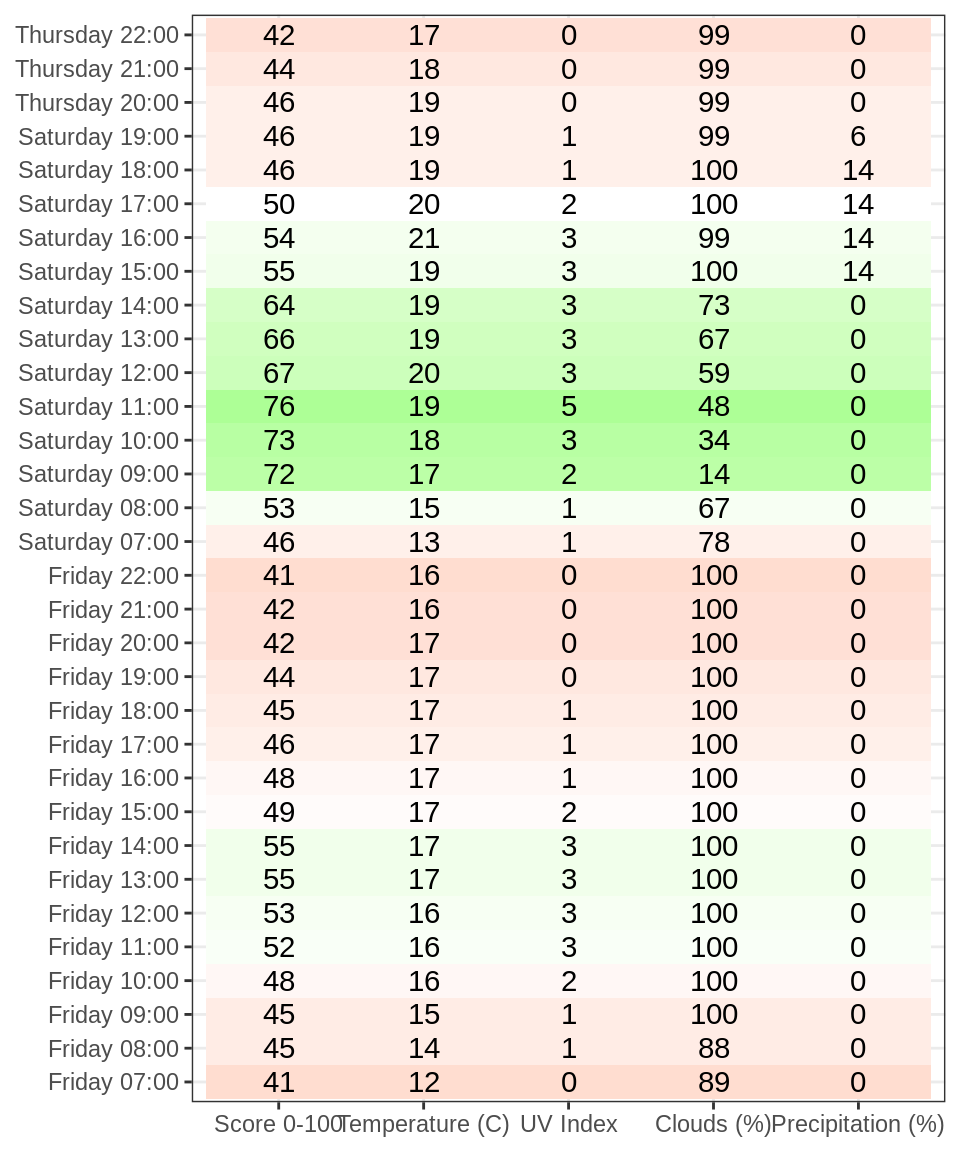 Thursday 22:00 42 17 0 99 0
Thursday 21:00 44 18 0 99 0
Thursday 20:00 46 19 0 99 0
Saturday 19:00 46 19 1 99 6
Saturday 18:00 46 19 1 100 14
Saturday 17:00 50 20 2 100 14
Saturday 16:00 54 21 3 99 14
Saturday 15:00 55 19 3 100 14
Saturday 14:00 64 19 3 73 0
Saturday 13:00 66 19 3 67 0
Saturday 12:00 67 20 3 59 0
Saturday 11:00 76 19 5 48 0
Saturday 10:00 73 18 3 34 0
Saturday 09:00 72 17 2 14 0
Saturday 08:00 53 15 1 67 0
Saturday 07:00 46 13 1 78 0
Friday 22:00 41 16 0 100 0
Friday 21:00 42 16 0 100 0
Friday 20:00 42 17 0 100 0
Friday 19:00 44 17 0 100 0
Friday 18:00 45 17 1 100 0
Friday 17:00 46 17 1 100 0
Friday 16:00 48 17 1 100 0
Friday 15:00 49 17 2 100 0
Friday 14:00 55 17 3 100 0
Friday 13:00 55 17 3 100 0
Friday 12:00 53 16 3 100 0
Friday 11:00 52 16 3 100 0
Friday 10:00 48 16 2 100 0
Friday 09:00 45 15 1 100 0
Friday 08:00 45 14 1 88 0
Friday 07:00 41 12 0 89 0
Score 0-100 Temperature (C) UV Index Clouds (%) Precipitation (%)